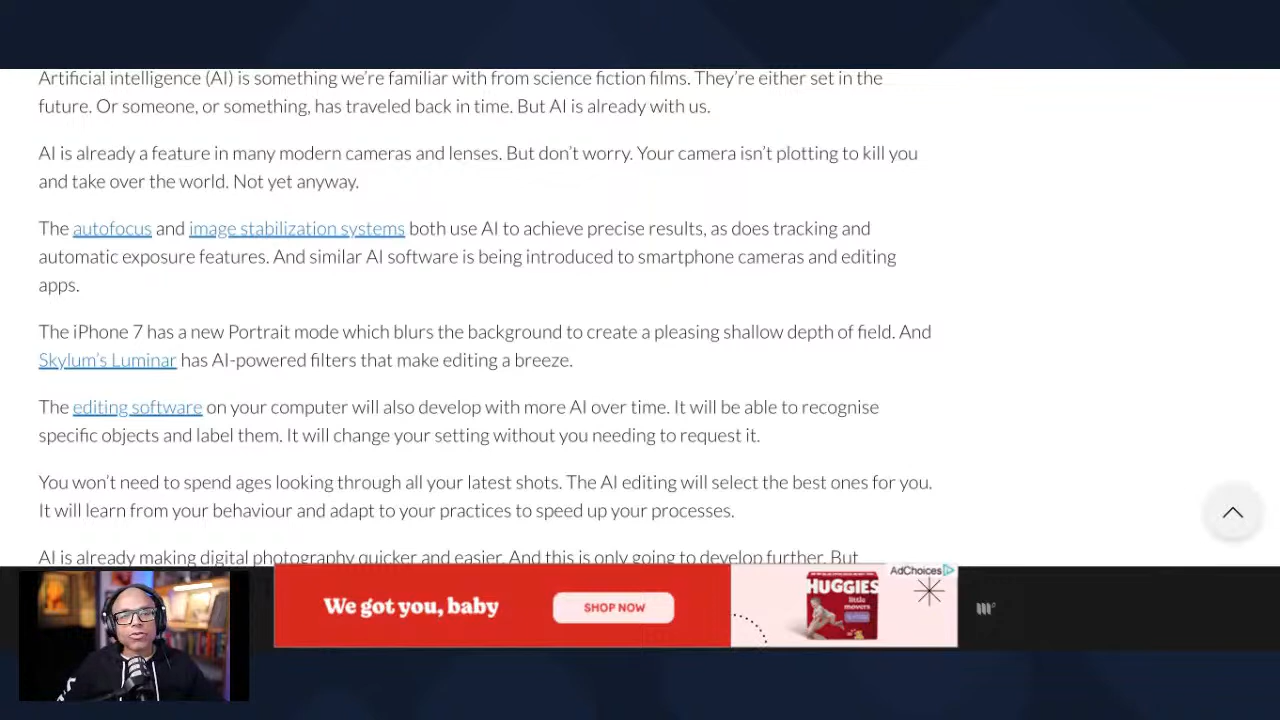 Artificial intelligence (AI) is something we're familiar with from science fiction films. They're either set in the
future. Or someone, or something, has traveled back in time. But AI is already with us.
AI is already a feature in many modern cameras and lenses. But don't worry. Your camera isn't plotting to kill you
and take over the world. Not yet anyway.
The autofocus and image stabilization systems both use AI to achieve precise results, as does tracking and
automatic exposure features. And similar AI software is being introduced to smartphone cameras and editing
apps.
The iPhone 7 has a new Portrait mode which blurs the background to create a pleasing shallow depth of field. And
Skylum's Luminar has AI-powered filters that make editing a breeze.
The editing software on your computer will also develop with more AI over time. It will be able to recognise
specific objects and label them. It will change your setting without you needing to request it.
You won't need to spend ages looking through all your latest shots. The AI editing will select the best ones for you.
It will learn from your behaviour and adapt to your practices to speed up your processes.
AI is already making digital photography quicker and easier. And this is only going to develop further. But
We got you, baby
SHOP NOW
AdChoices
HUGGIES
little
movers